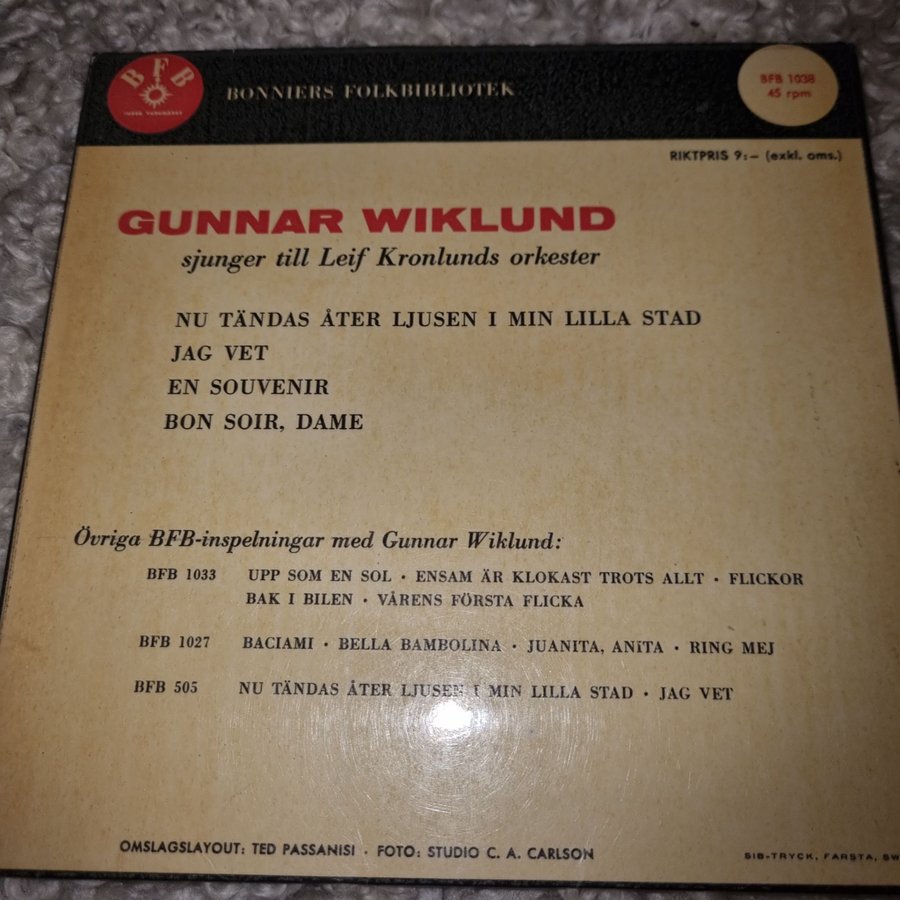 BFB
BONNIERS FOLKBIBLIOTEK
BFB 1038
45 rpm
RIKTPRIS 9:— (exkl. oms.)
GUNNAR WIKLUND
sjunger till Leif Kronlunds orkester
NU TÄNDAS ÅTER LJUSEN I MIN LILLA STAD
JAG VET
EN SOUVENIR
BON SOIR, DAME
Övriga BFB-inspelningar med Gunnar Wiklund:
BFB 1033 UPP SOM EN SOL · ENSAM ÄR KLOKAST TROTS ALLT · FLICKOR
BAK I BILEN · VÅRENS FÖRSTA FLICKA
BFB 1027 BACIAMI · BELLA BAMBOLINA · JUANITA, ANITA · RING MEJ
BFB 505 NU TÄNDAS ÅTER LJUSEN I MIN LILLA STAD · JAG VET
OMSLAGSLAYOUT: TED PASSANISI · FOTO: STUDIO C. A. CARLSON
SIB-TRYCK, FARSTA, SW